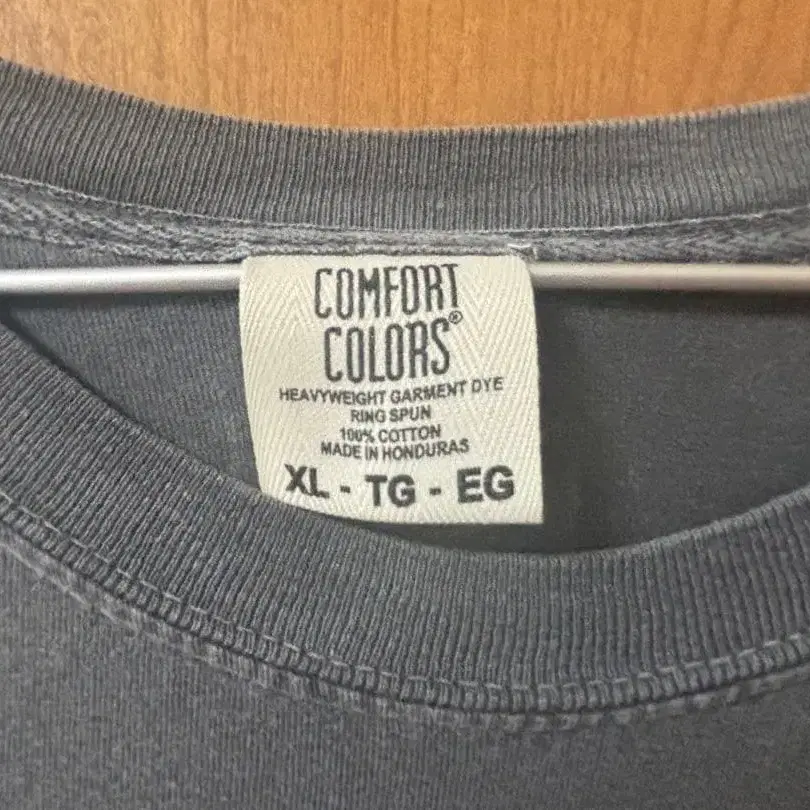 COMFORT
COLORS®
HEAVYWEIGHT GARMENT DYE
RING SPUN
100% COTTON
MADE IN HONDURAS
XL - TG - EG